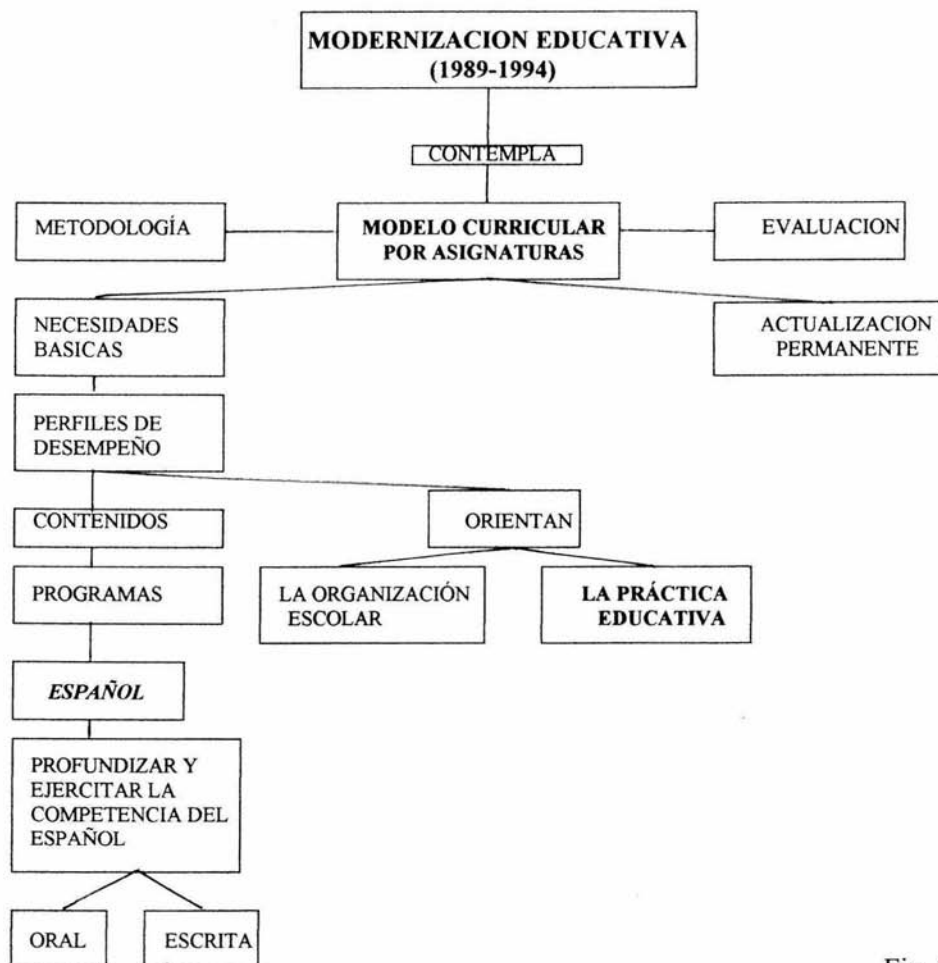 MODERNIZACION EDUCATIVA
(1989-1994)
CONTEMPLA
METODOLOGÍA
MODELO CURRICULAR
POR ASIGNATURAS
EVALUACION
NECESIDADES
BASICAS
ACTUALIZACION
PERMANENTE
PERFILES DE
DESEMPEÑO
CONTENIDOS
ORIENTAN
PROGRAMAS
LA ORGANIZACIÓN
ESCOLAR
LA PRÁCTICA
EDUCATIVA
ESPAÑOL
PROFUNDIZAR Y
EJERCITAR LA
COMPETENCIA DEL
ESPAÑOL
ORAL
ESCRITA